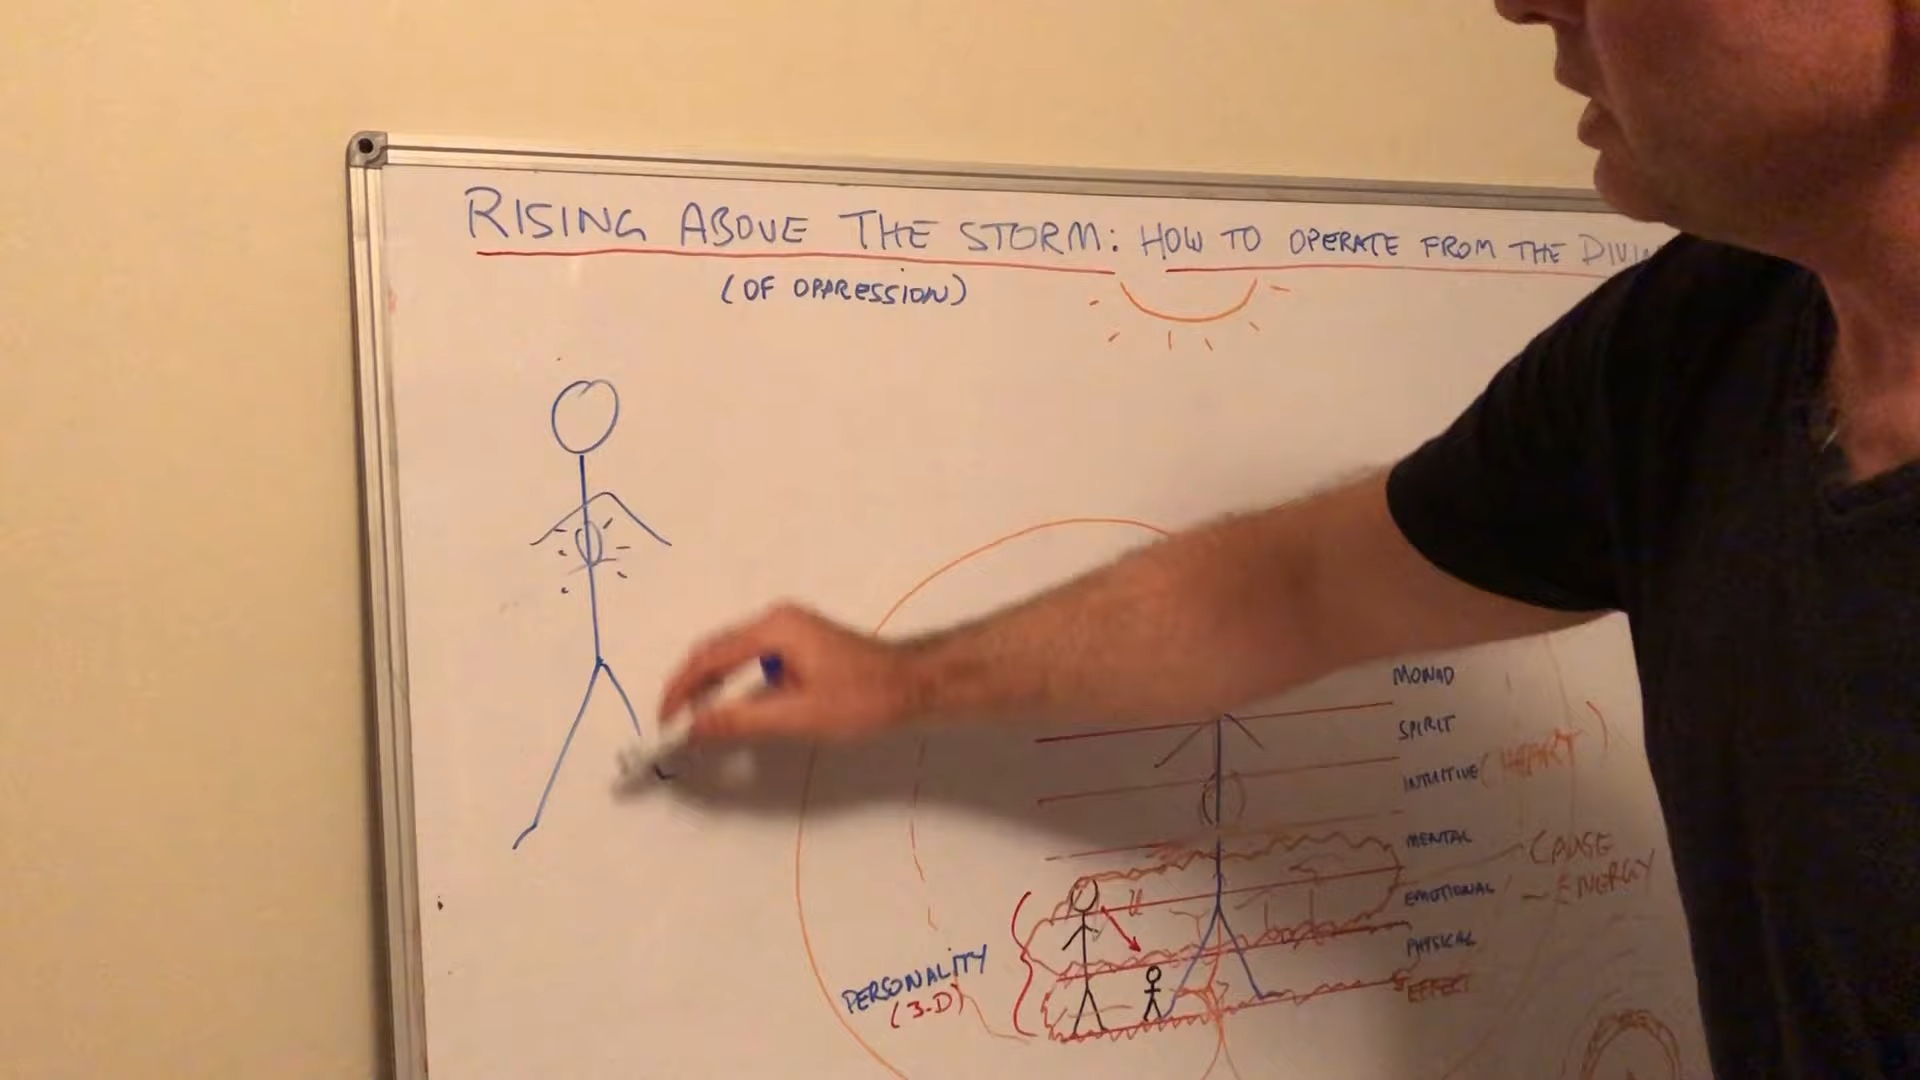 RISING ABOVE THE STORM: HOW TO OPERATE FROM THE
(OF OPPRESSION)
MONAD
SPIRIT
INTUITIVE (HEART)
MENTAL
CAUSE
EMOTIONAL - ENERGY
PHYSICAL
EFFECT
PERSONALITY
(3-D)